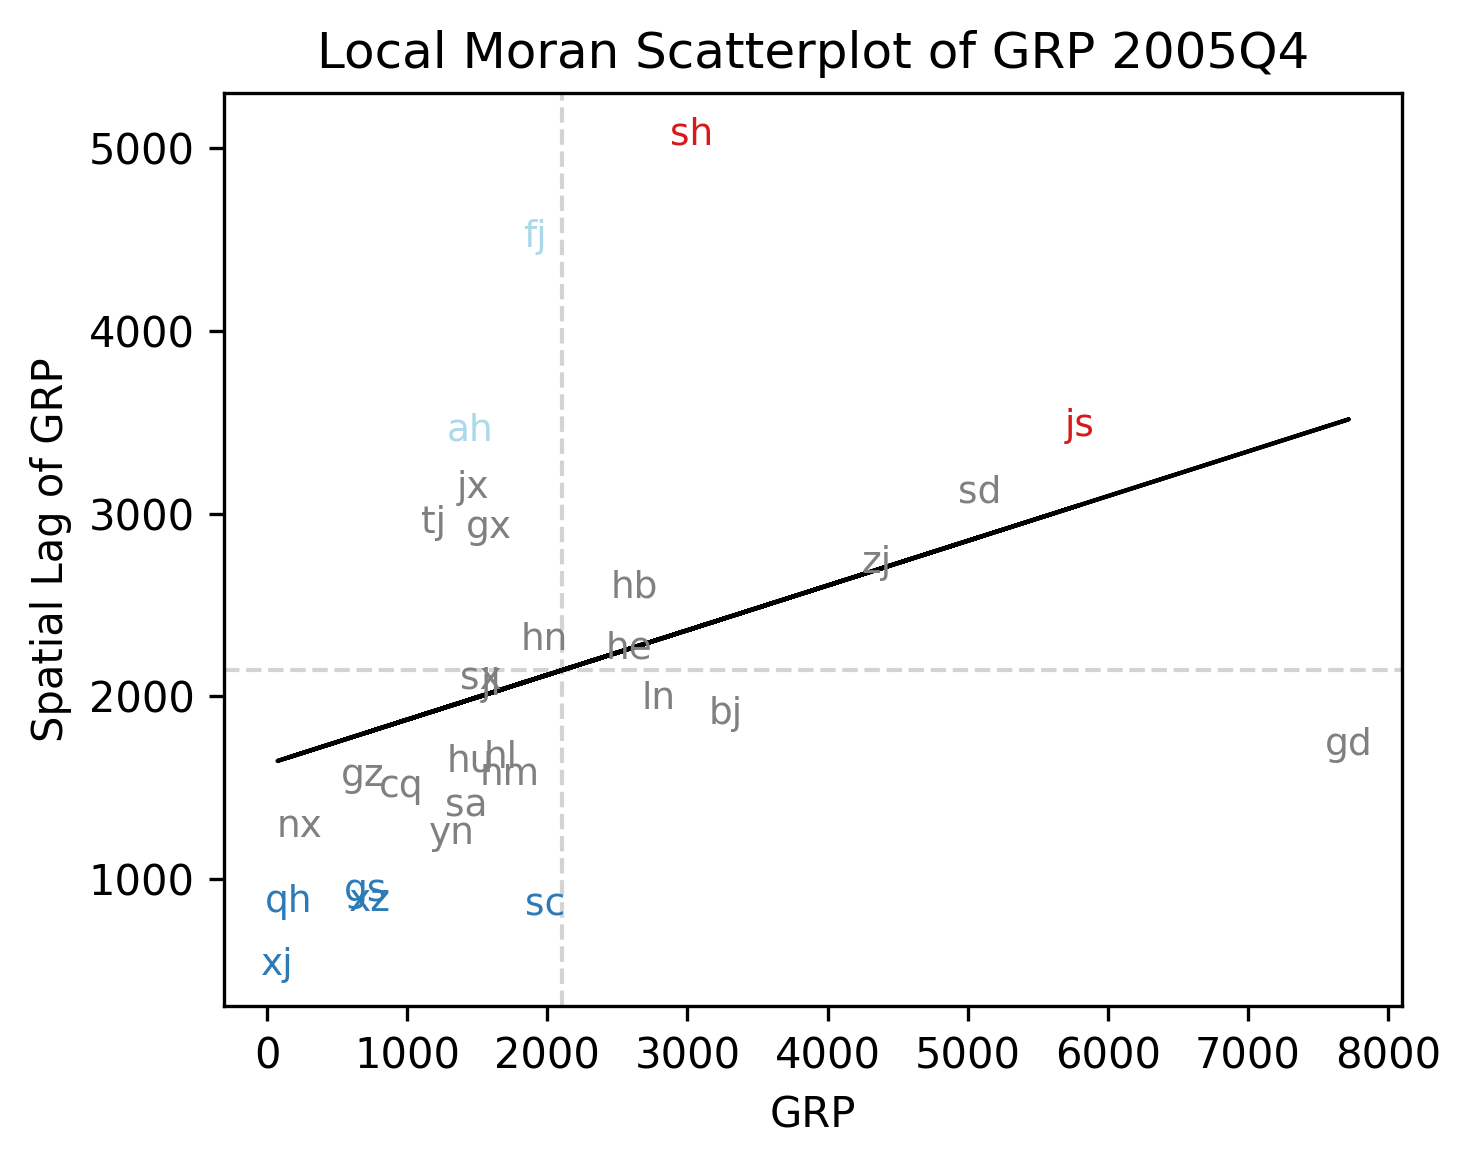 Local Moran Scatterplot of GRP 2005Q4
Spatial Lag of GRP
5000
4000
3000
2000
1000
sh
fj
ah
js
jx
sd
tj
gx
zj
hb
hn
he
sx
jl
ln
bj
gd
hl
hu
nm
gz
cq
sa
nx
yn
gs
xz
qh
sc
xj
0 1000 2000 3000 4000 5000 6000 7000 8000
GRP